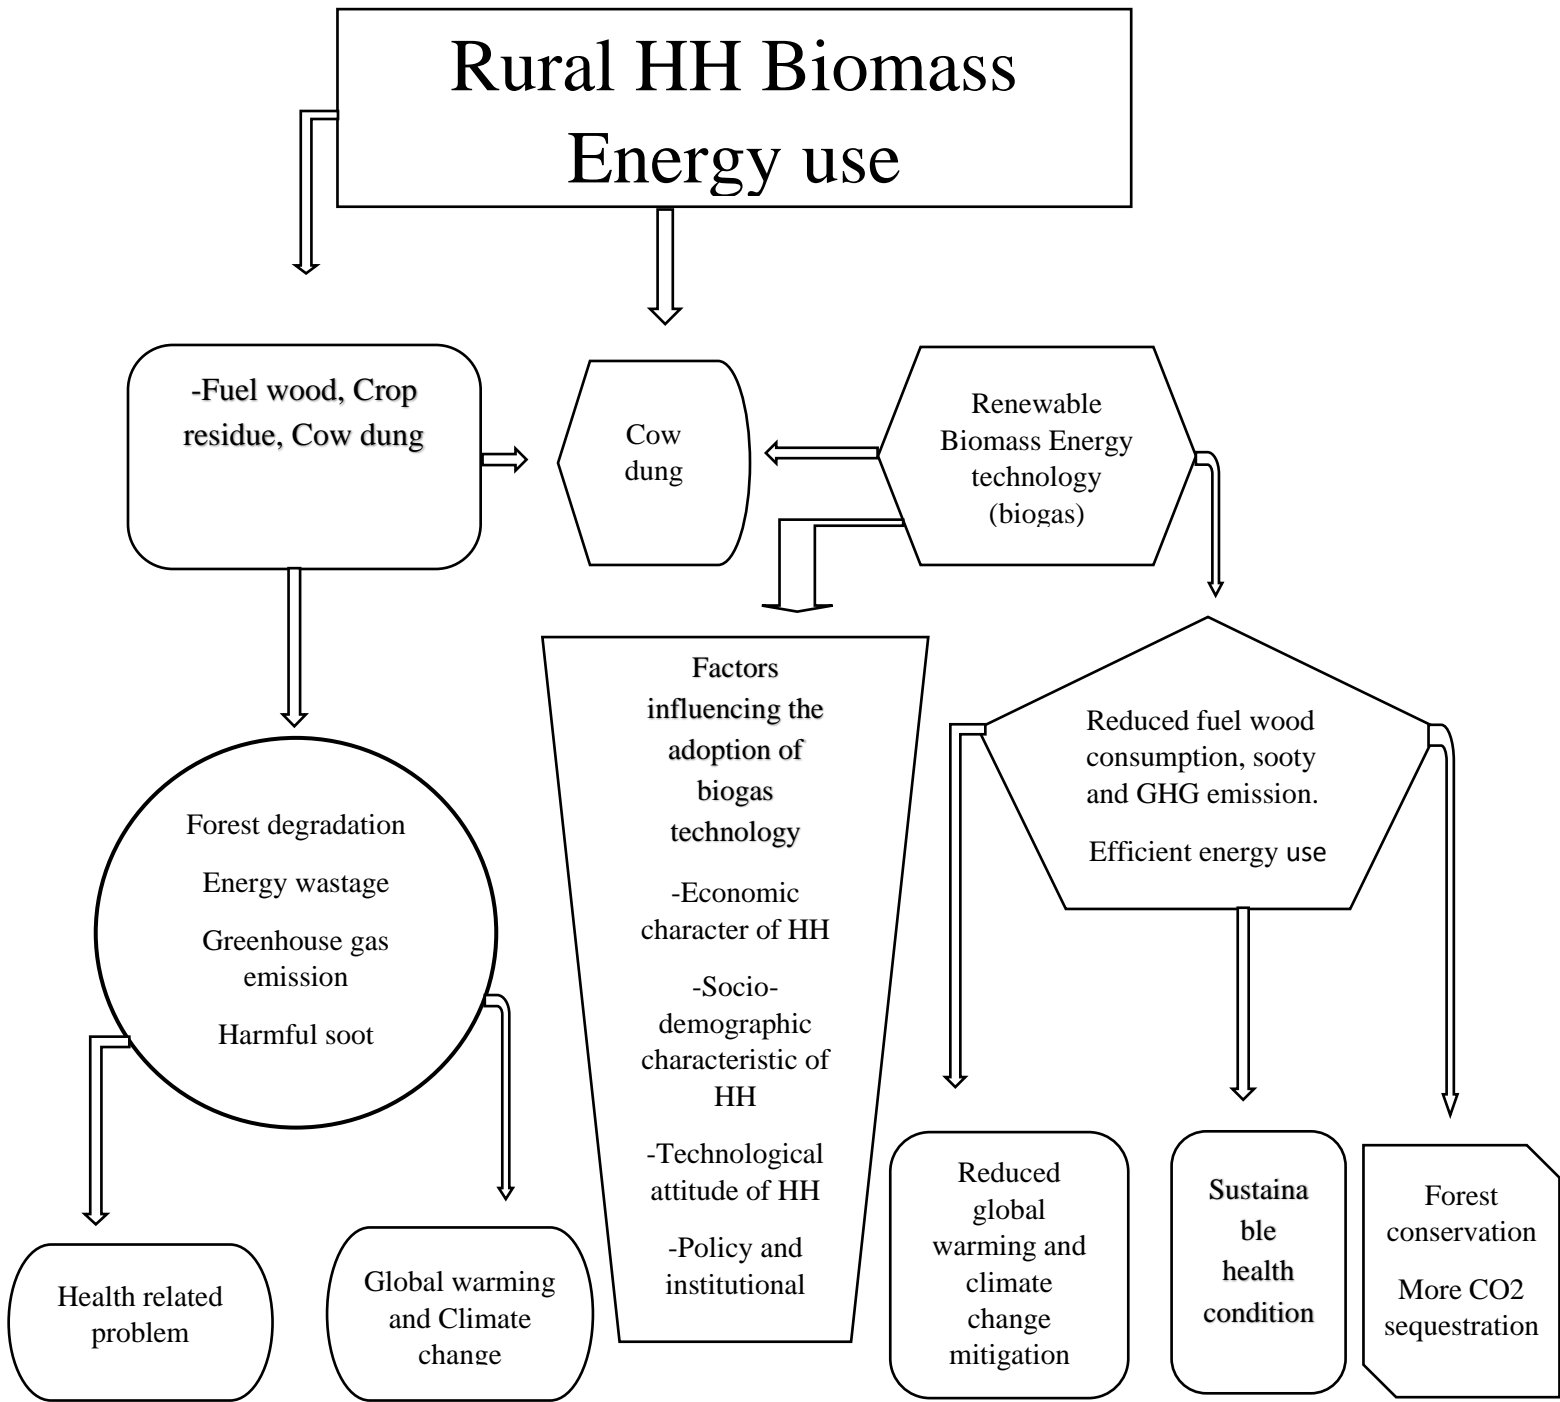 Rural HH Biomass
Energy use
-Fuel wood, Crop
residue, Cow dung
Cow
dung
Renewable
Biomass Energy
technology
(biogas)
Forest degradation
Energy wastage
Greenhouse gas
emission
Harmful soot
Factors
influencing the
adoption of
biogas
technology
-Economic
character of HH
-Socio-
demographic
characteristic of
HH
-Technological
attitude of HH
-Policy and
institutional
Reduced fuel wood
consumption, sooty
and GHG emission.
Efficient energy use
Health related
problem
Global warming
and Climate
change
Reduced
global
warming and
climate
change
mitigation
Sustaina
ble
health
condition
Forest
conservation
More CO2
sequestration